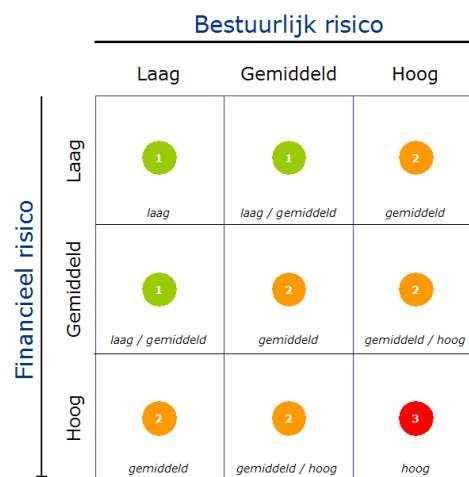 Bestuurlijk risico
Laag Gemiddeld Hoog
Financieel risico
Laag
1 1 2
laag laag / gemiddeld gemiddeld
Gemiddeld
1 2 2
laag / gemiddeld gemiddeld gemiddeld / hoog
Hoog
2 2 3
gemiddeld gemiddeld / hoog hoog